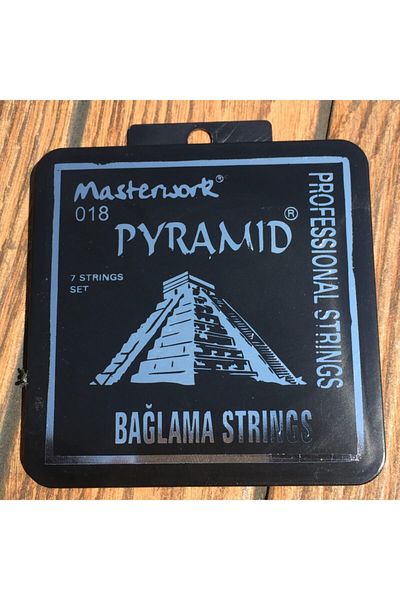 Masterwork®
018
PYRAMID®
7 STRINGS
SET
BAĞLAMA STRINGS
PROFESSIONAL STRINGS